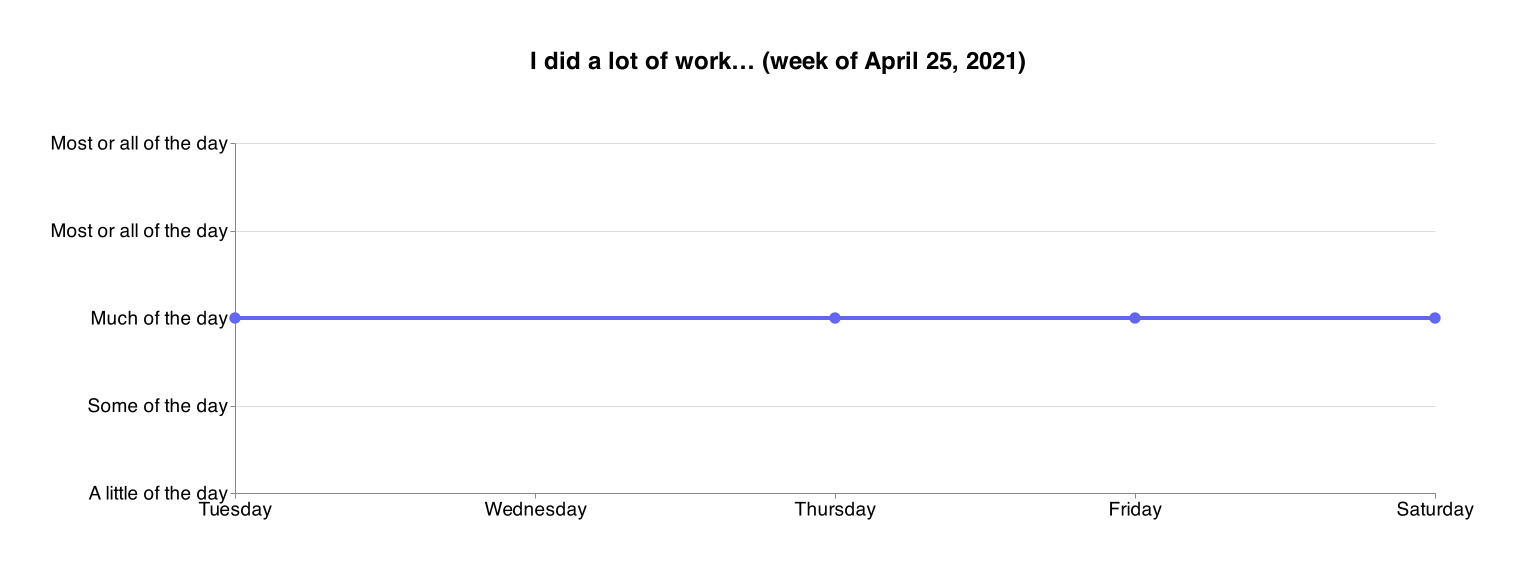 I did a lot of work… (week of April 25, 2021)
Most or all of the day
Most or all of the day
Much of the day
Some of the day
A little of the day
Tuesday Wednesday Thursday Friday Saturday